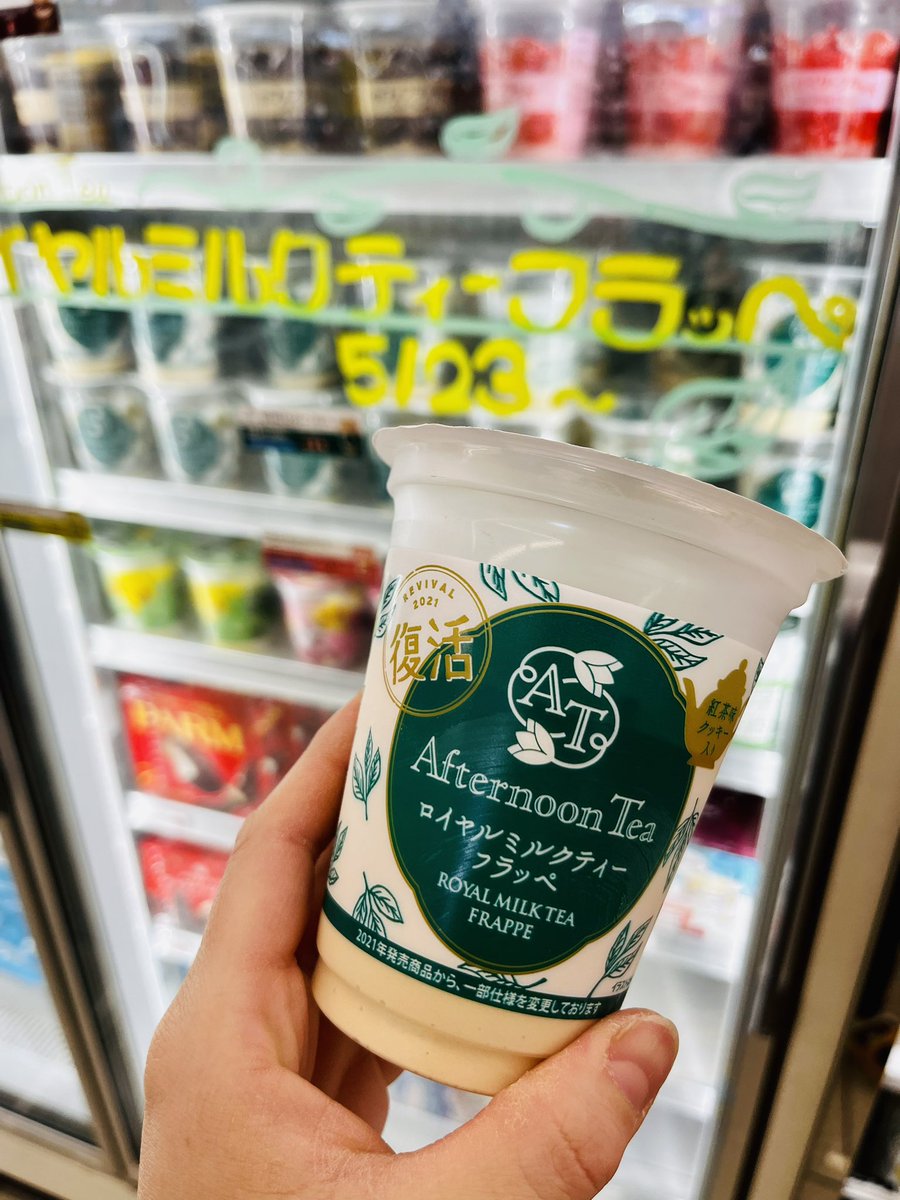 ロイヤルミルクティーフラッペ
5/23〜
REVIVAL
2021
復活
AT
Afternoon Tea
ロイヤルミルクティー
フラッペ
ROYAL MILK TEA
FRAPPE
紅茶味
クッキー
入り
2021年発売商品から、一部仕様を変更しております
PARM